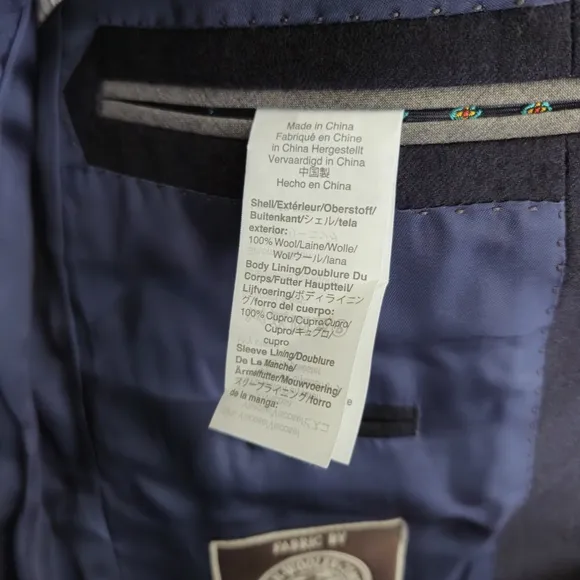 Made in China
Fabriqué en Chine
in China Hergestellt
Vervaardigd in China
中国製
Hecho en China
Shell/Extérieur/Oberstoff/
Buitenkant/シェル/tela
exterior:
100% Wool/Laine/Wolle/
Wol/ウール/lana
Body Lining/Doublure Du
Corps/Futter Hauptteil/
Lijfvoering/ボディライニン
グ/forro del cuerpo:
100% Cupro/Cupro/Cupro/
Cupro/キュプロ/
cupro
Sleeve Lining/Doublure
De La Manche/
Ärmelfutter/Mouwvoering/
スリーブライニング/forro
de la manga:
FABRIC BY